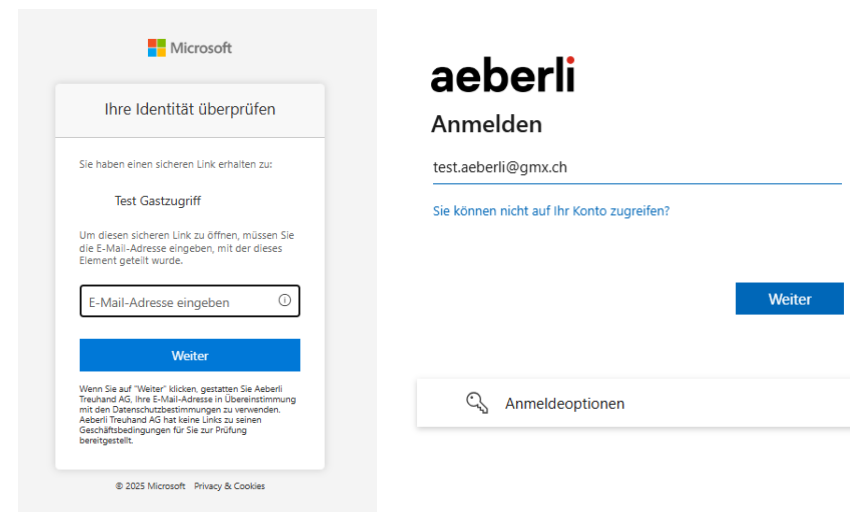 Microsoft
Ihre Identität überprüfen
Sie haben einen sicheren Link erhalten zu:
Test Gastzugriff
Um diesen sicheren Link zu öffnen, müssen Sie
die E-Mail-Adresse eingeben, mit der dieses
Element geteilt wurde.
E-Mail-Adresse eingeben
Weiter
Wenn Sie auf "Weiter" klicken, gestatten Sie Aeberli
Treuhand AG, Ihre E-Mail-Adresse in Übereinstimmung
mit den Datenschutzbestimmungen zu verwenden.
Aeberli Treuhand AG hat keine Links zu seinen
Geschäftsbedingungen für Sie zur Prüfung
bereitgestellt.
© 2025 Microsoft Privacy & Cookies
aeberli
Anmelden
test.aeberli@gmx.ch
Sie können nicht auf Ihr Konto zugreifen?
Weiter
Anmeldeoptionen